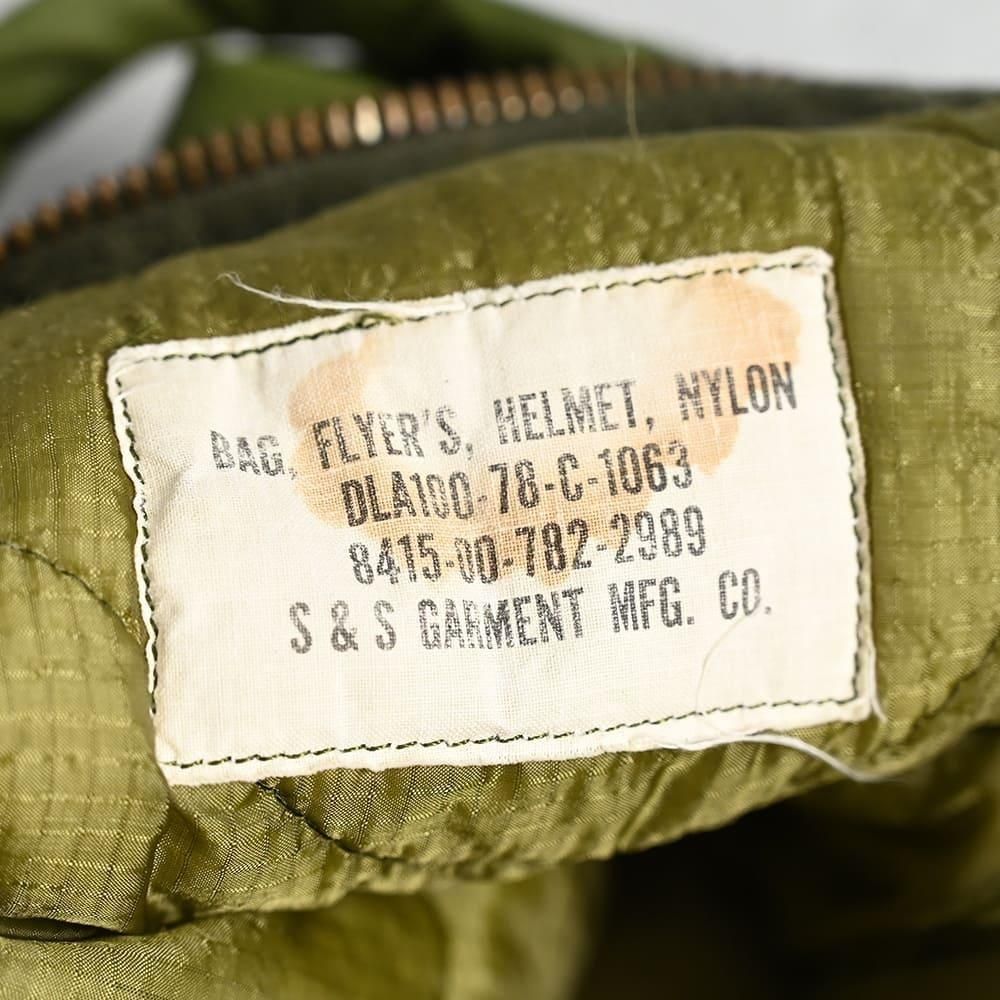 BAG, FLYER'S, HELMET, NYLON
DLA100-78-C-1063
8415-00-782-2989
S & S GARMENT MFG. CO.